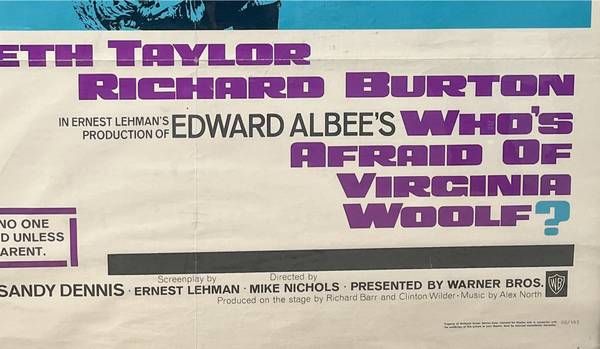 ETH TAYLOR
RICHARD BURTON
IN ERNEST LEHMAN'S
PRODUCTION OF EDWARD ALBEE'S WHO'S
AFRAID OF
VIRGINIA
WOOLF?
NO ONE
D UNLESS
ARENT.
Screenplay by Directed by
SANDY DENNIS · ERNEST LEHMAN · MIKE NICHOLS · PRESENTED BY WARNER BROS. WB
Produced on the stage by Richard Barr and Clinton Wilder · Music by Alex North